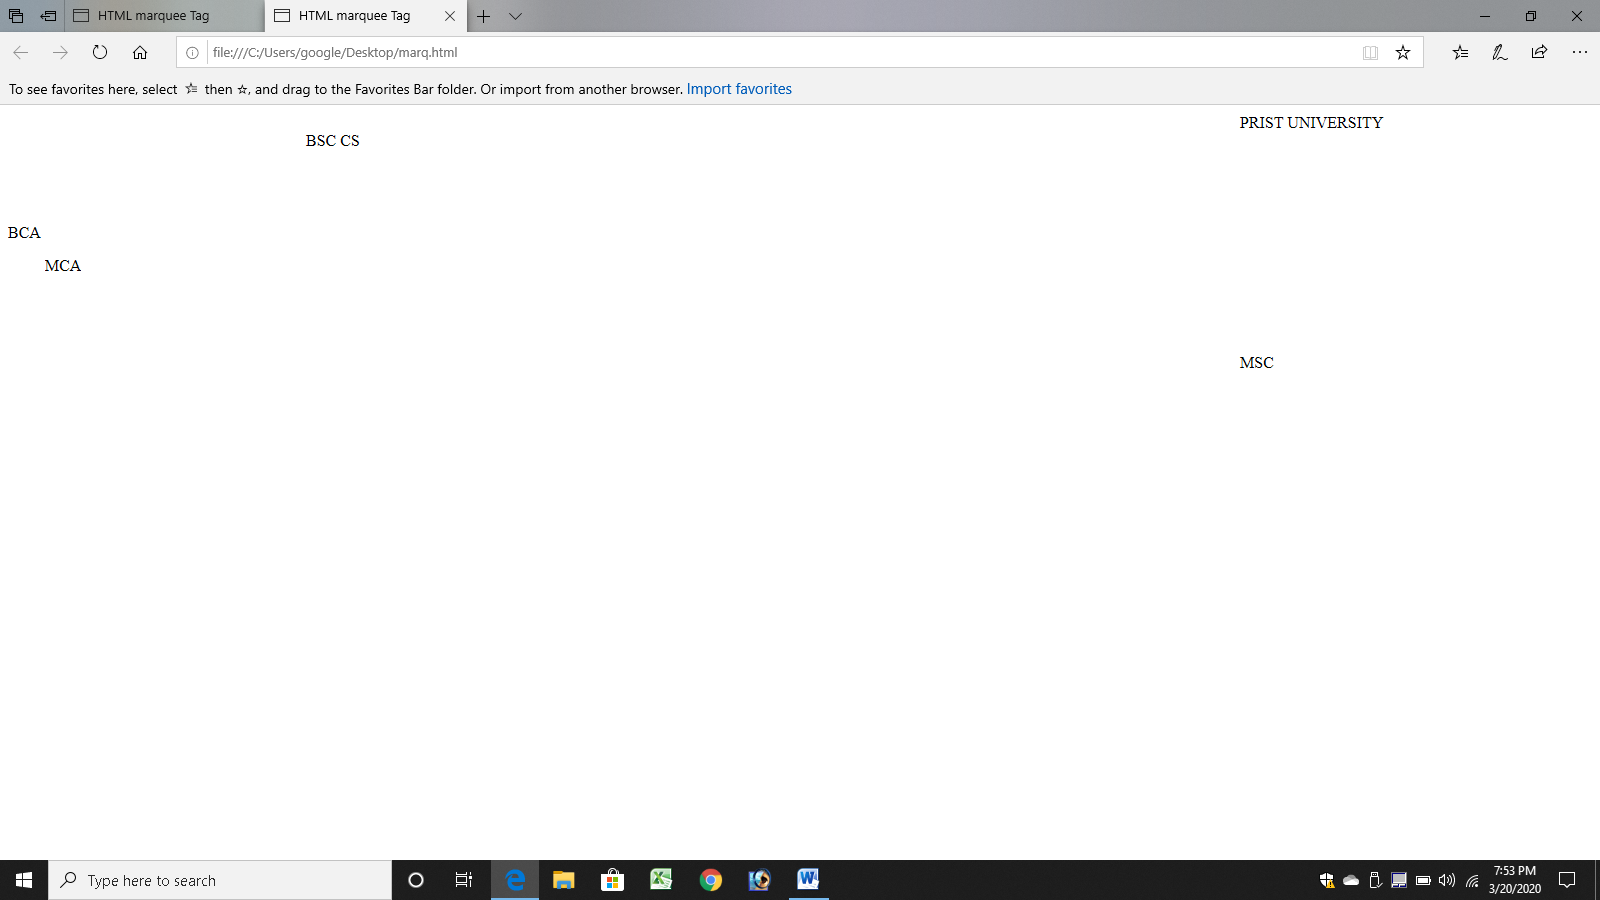 HTML marquee Tag
HTML marquee Tag
file:///C:/Users/google/Desktop/marq.html
To see favorites here, select then , and drag to the Favorites Bar folder. Or import from another browser. Import favorites
PRIST UNIVERSITY
BSC CS
BCA
MCA
MSC
Type here to search
7:53 PM
3/20/2020